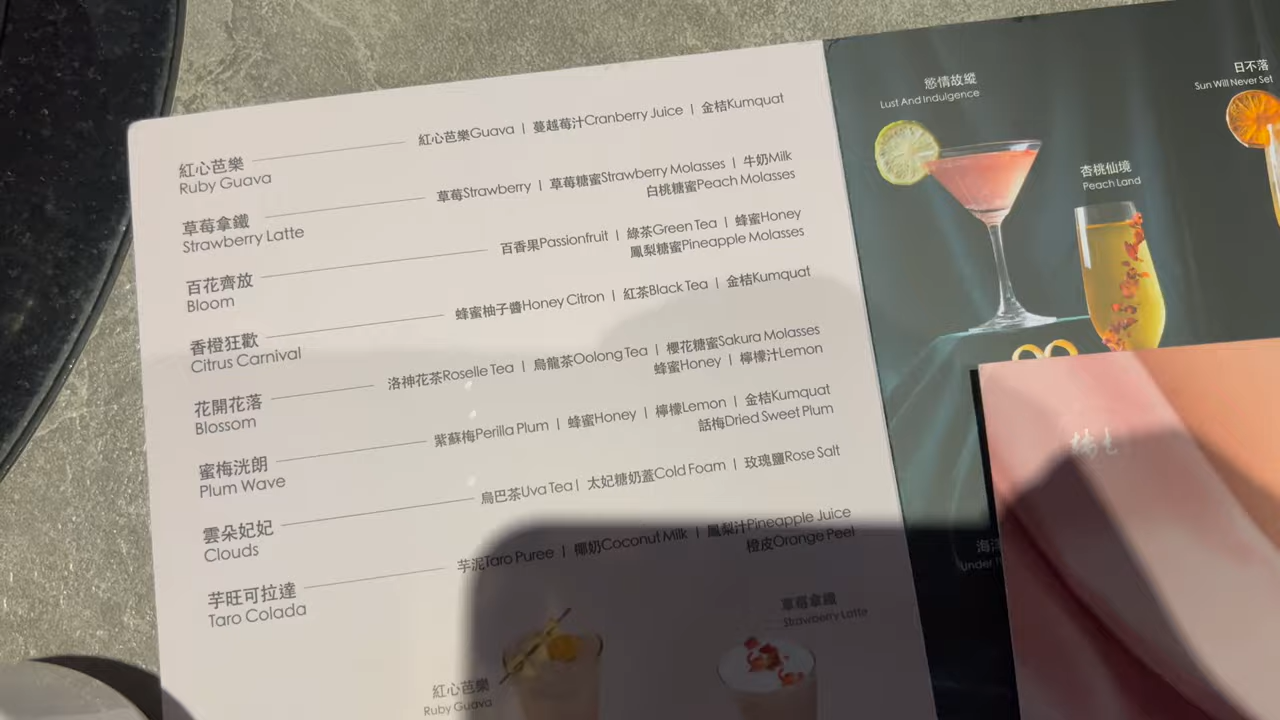 紅心芭樂
Ruby Guava
紅心芭樂Guava | 蔓越莓汁Cranberry Juice | 金桔Kumquat
草莓拿鐵
Strawberry Latte
草莓Strawberry | 草莓糖蜜Strawberry Molasses | 牛奶Milk
白桃糖蜜Peach Molasses
百花齊放
Bloom
百香果Passionfruit | 綠茶Green Tea | 蜂蜜Honey
鳳梨糖蜜Pineapple Molasses
香橙狂歡
Citrus Carnival
蜂蜜柚子醬Honey Citron | 紅茶Black Tea | 金桔Kumquat
花開花落
Blossom
洛神花茶Roselle Tea | 烏龍茶Oolong Tea | 櫻花糖蜜Sakura Molasses
蜂蜜Honey | 檸檬汁Lemon
蜜梅洸朗
Plum Wave
紫蘇梅Perilla Plum | 蜂蜜Honey | 檸檬Lemon | 金桔Kumquat
話梅Dried Sweet Plum
雲朵妃妃
Clouds
烏巴茶Uva Tea | 太妃糖奶蓋Cold Foam | 玫瑰鹽Rose Salt
芋旺可拉達
Taro Colada
芋泥Taro Puree | 椰奶Coconut Milk | 鳳梨汁Pineapple Juice
橙皮Orange Peel
草莓拿鐵
Strawberry Latte
紅心芭樂
Ruby Guava
慾情故縱
Lust And Indulgence
日不落
Sun Will Never Set
杏桃仙境
Peach Land
Under